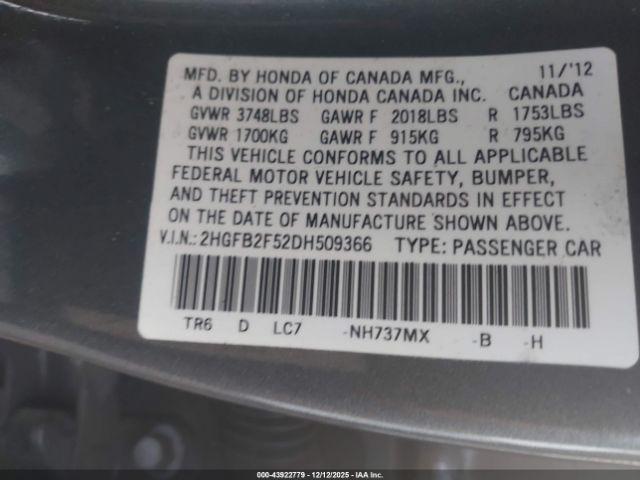 MFD. BY HONDA OF CANADA MFG., 11/'12
A DIVISION OF HONDA CANADA INC. CANADA
GVWR 3748LBS GAWR F 2018LBS R 1753LBS
GVWR 1700KG GAWR F 915KG R 795KG
THIS VEHICLE CONFORMS TO ALL APPLICABLE
FEDERAL MOTOR VEHICLE SAFETY, BUMPER,
AND THEFT PREVENTION STANDARDS IN EFFECT
ON THE DATE OF MANUFACTURE SHOWN ABOVE.
V.I.N.: 2HGFB2F52DH509366 TYPE: PASSENGER CAR
TR6 D LC7 -NH737MX -B -H
000-43922779 - 12/12/2025 - IAA Inc.